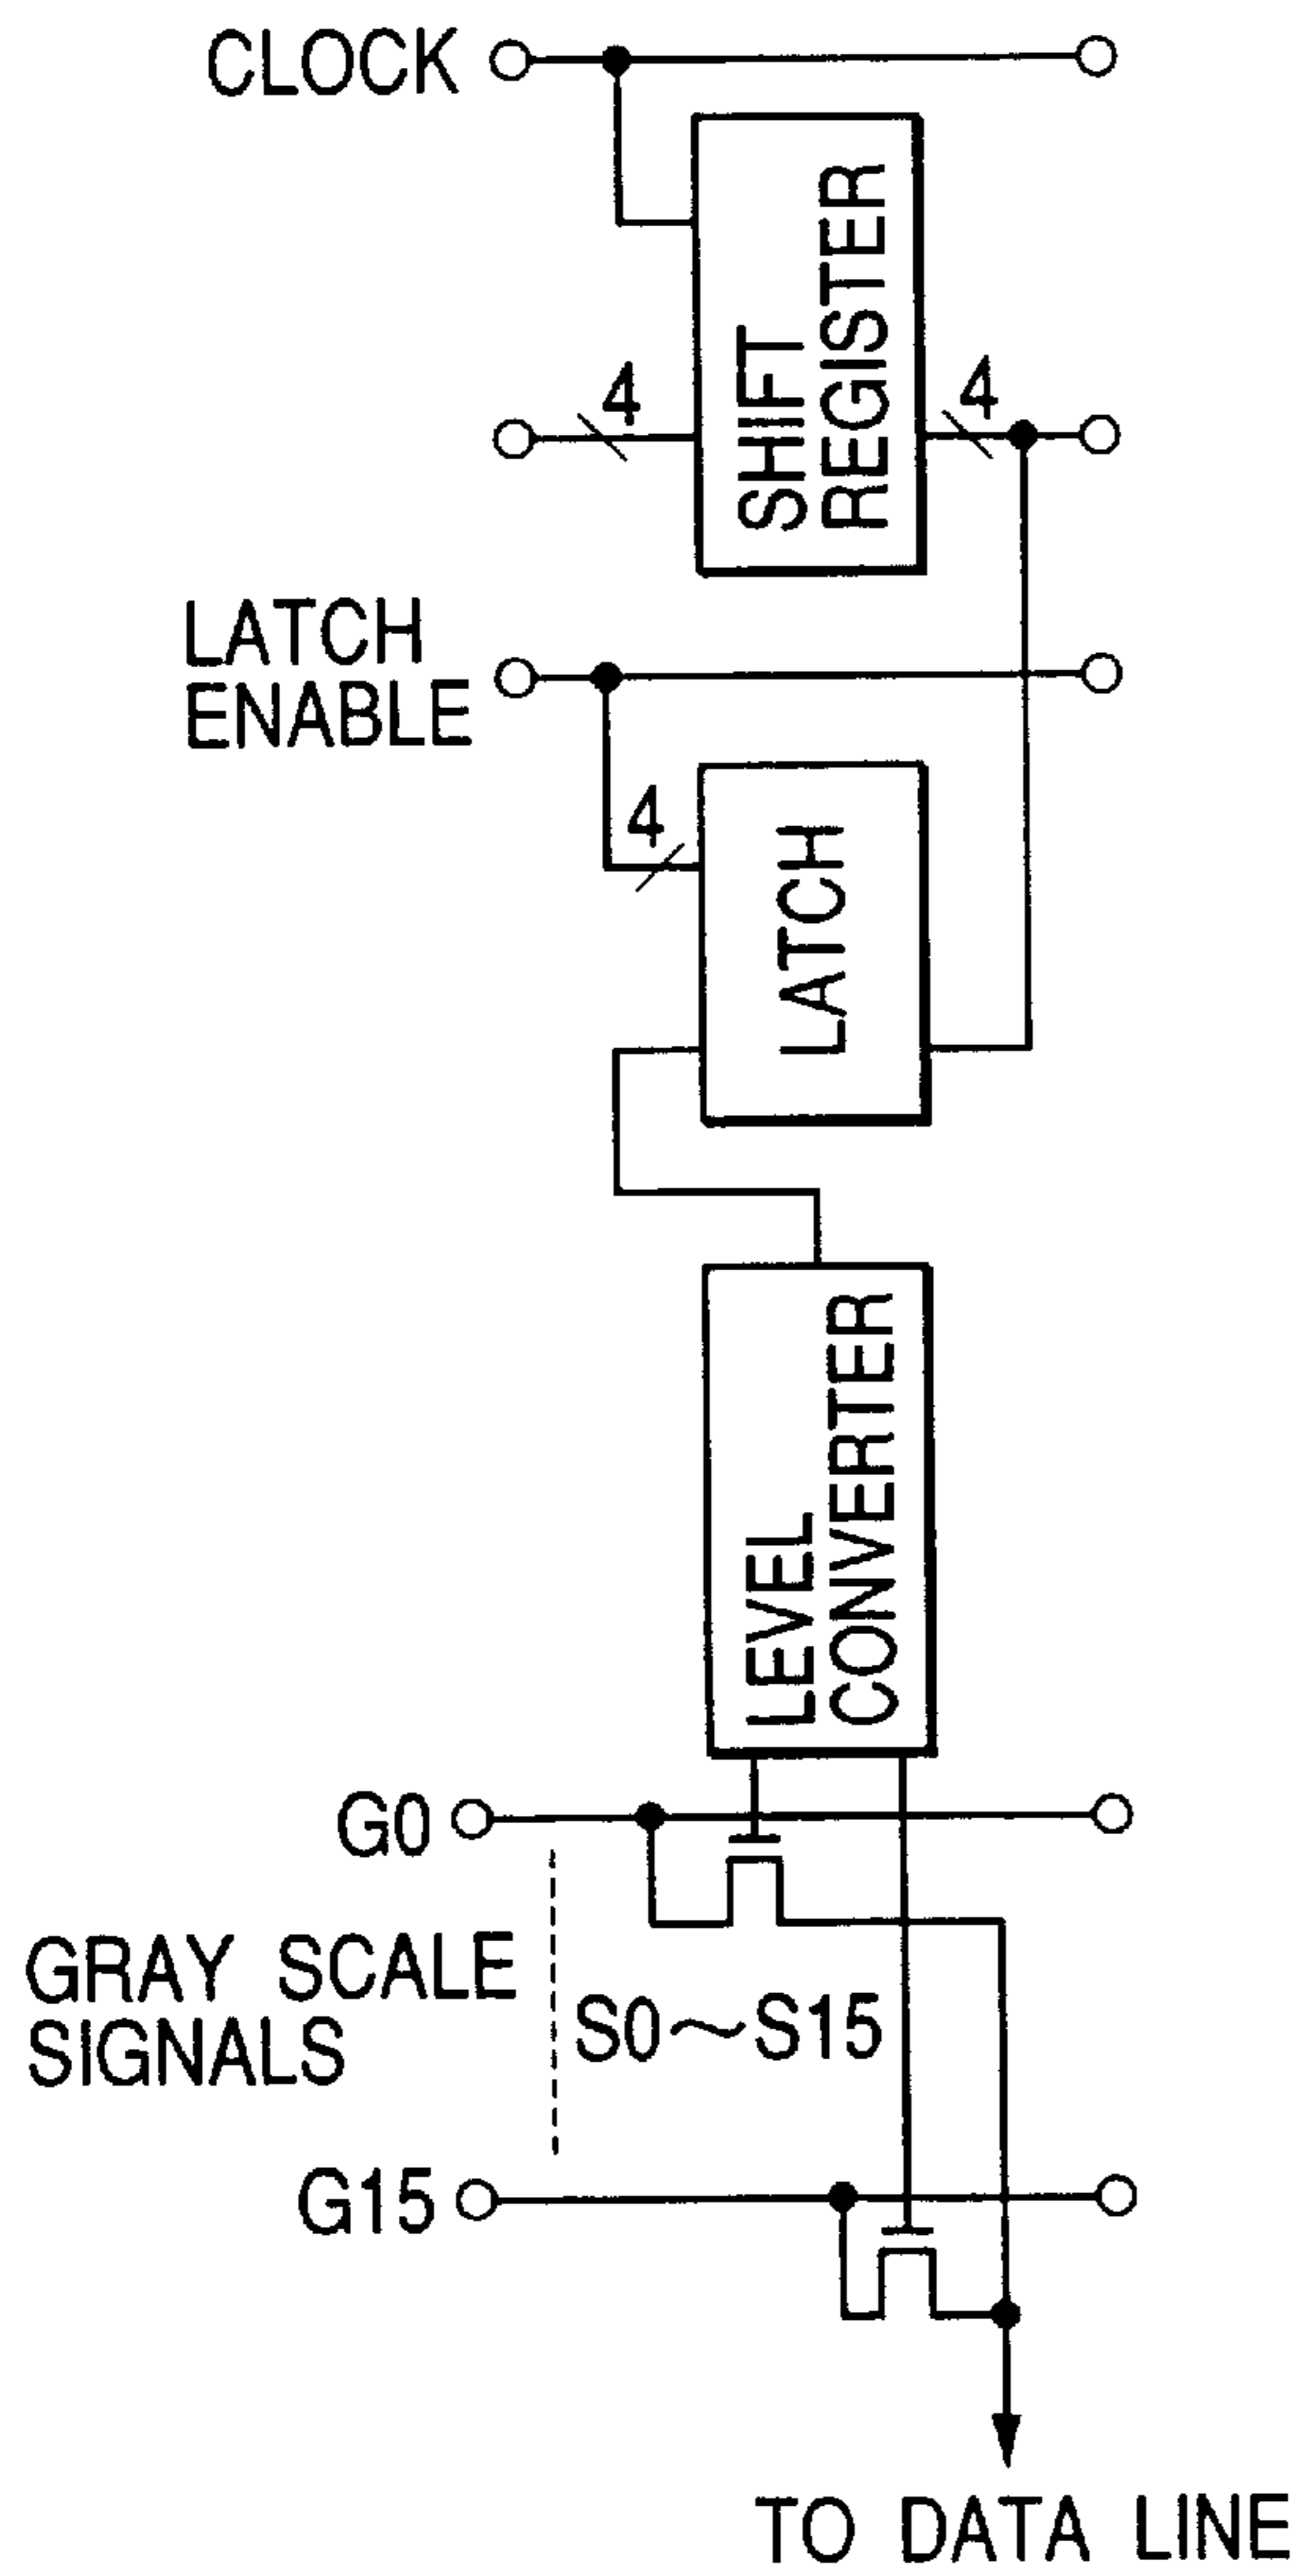 CLOCK
SHIFT
REGISTER
4
4
LATCH
ENABLE
4
LATCH
LEVEL
CONVERTER
G0
GRAY SCALE
SIGNALS
S0～S15
G15
TO DATA LINE